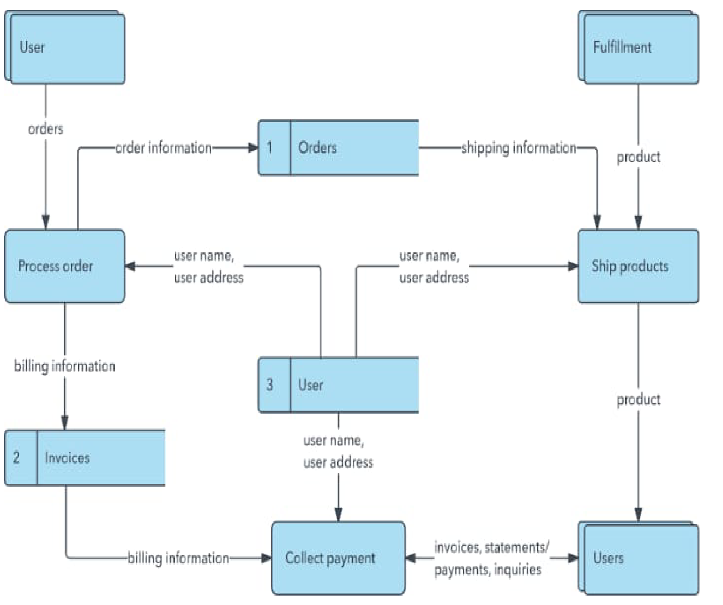 User
Fulfillment
orders
order information
1 Orders
shipping information
product
Process order
user name,
user address
user name,
user address
Ship products
billing information
3 User
product
user name,
user address
2 Invoices
billing information
Collect payment
invoices, statements/
payments, inquiries
Users